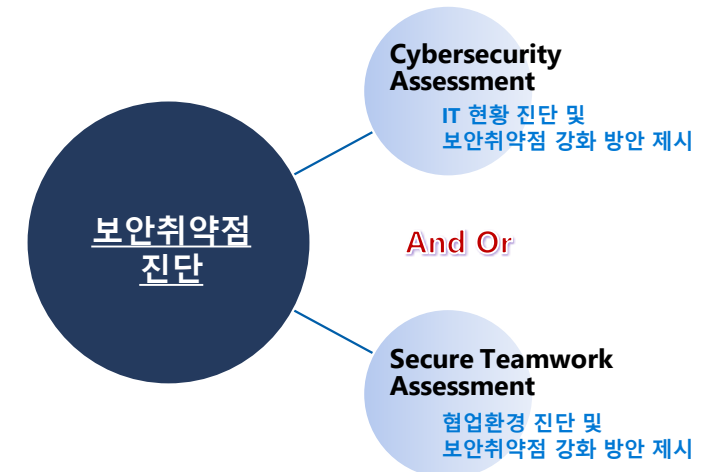 Cybersecurity
Assessment
IT 현황 진단 및
보안취약점 강화 방안 제시
보안취약점
진단
And Or
Secure Teamwork
Assessment
협업환경 진단 및
보안취약점 강화 방안 제시